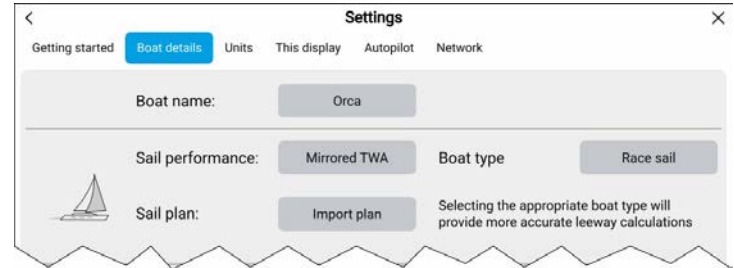 Settings
Getting started Boat details Units This display Autopilot Network
Boat name: Orca
Sail performance: Mirrored TWA Boat type Race sail
Sail plan: Import plan Selecting the appropriate boat type will
provide more accurate leeway calculations